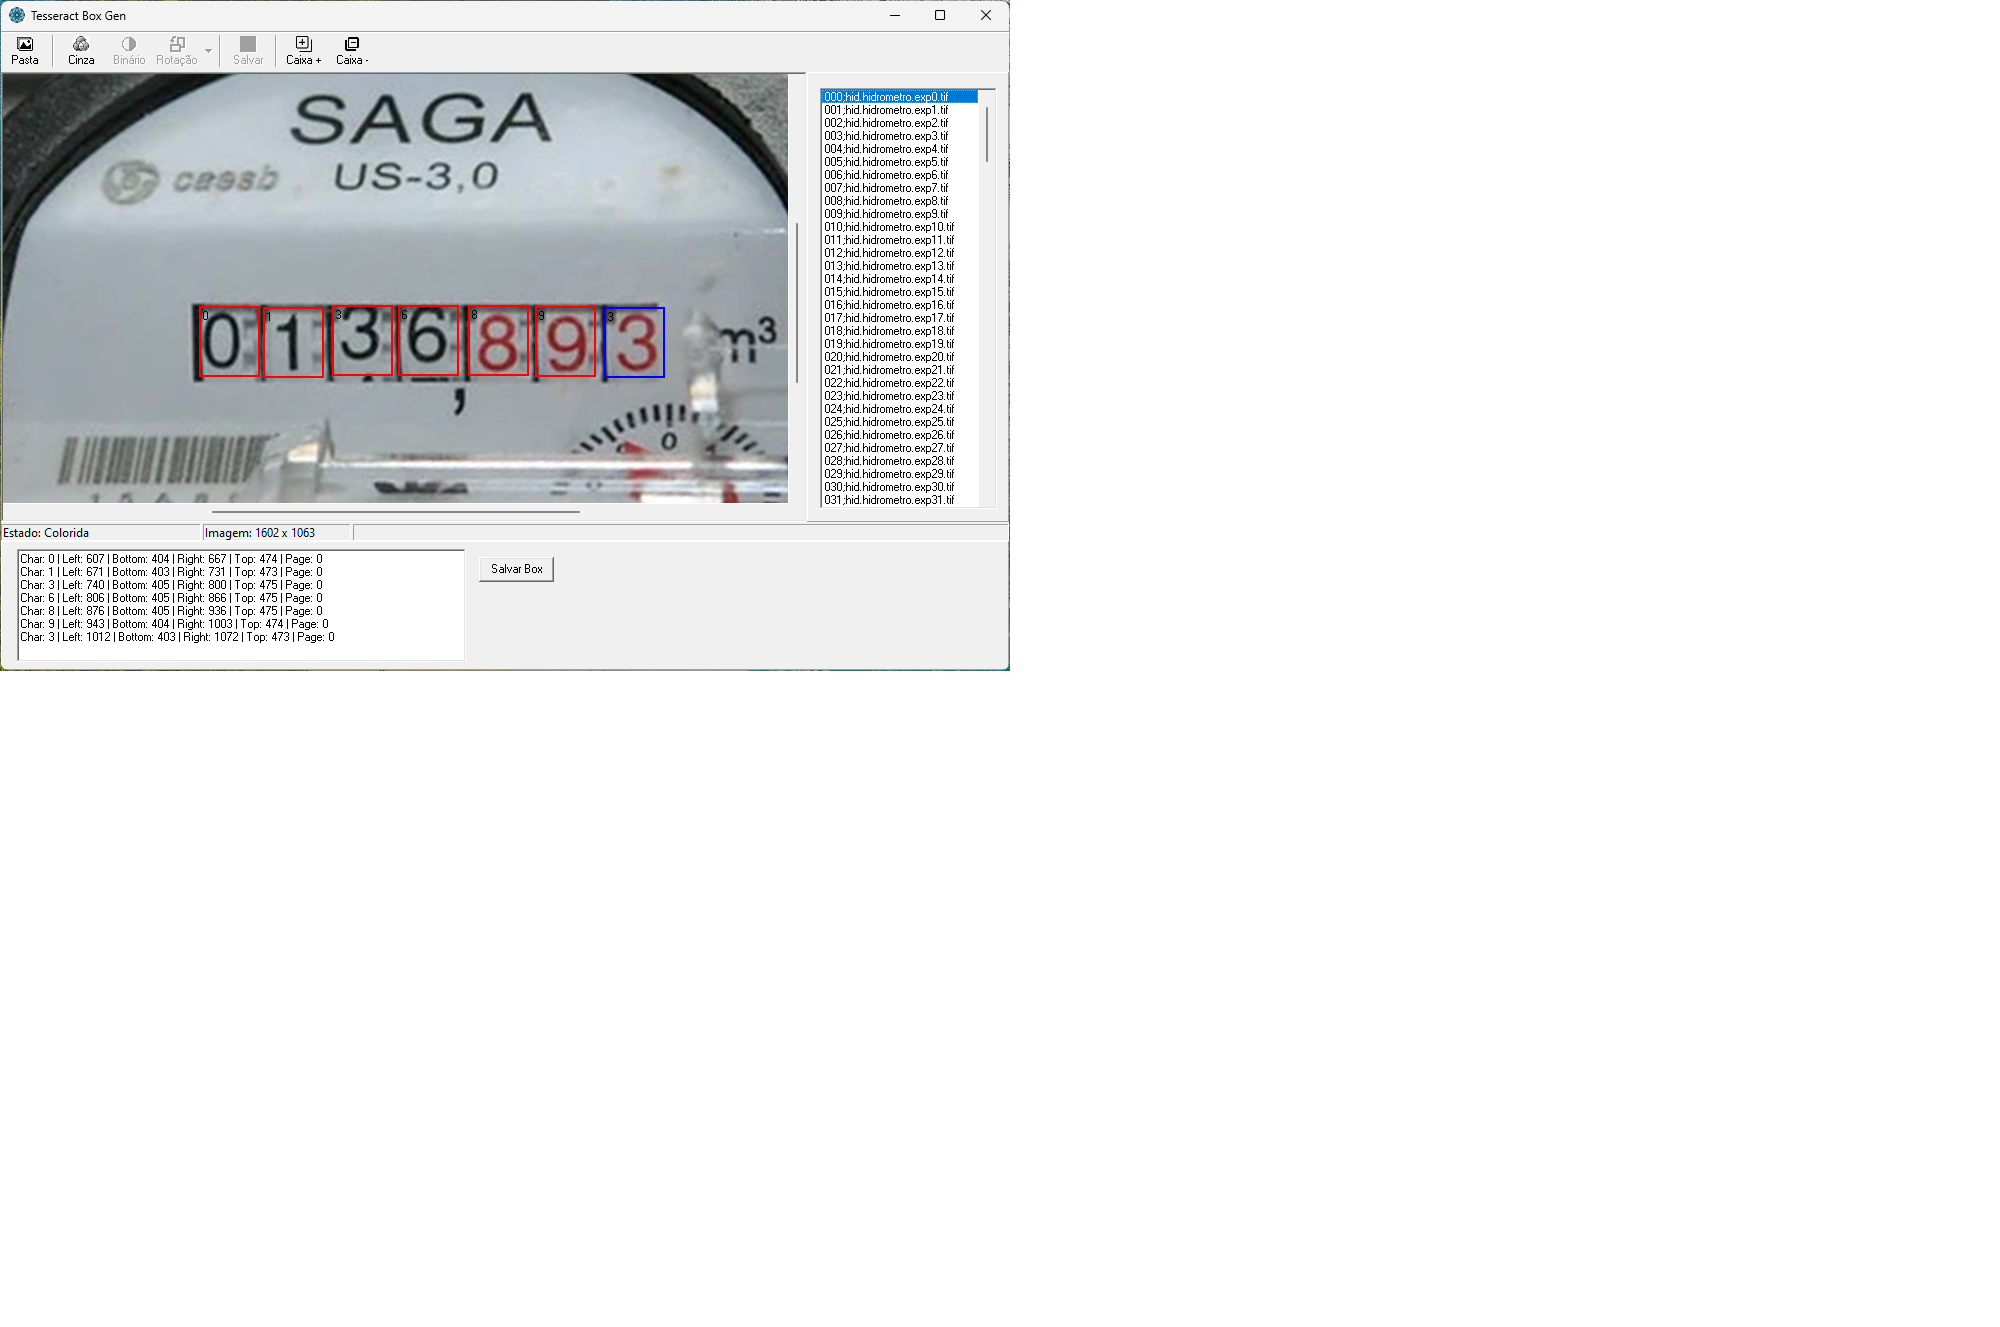 Tesseract Box Gen
Pasta
Cinza
Binário
Rotação
Salvar
Caixa +
Caixa -
SAGA
caesb
US-3,0
0 1 3 6 8 9 3
0 1 3 6 8 9 3 m³
,
0
000;hid.hidrometro.exp0.tif
001;hid.hidrometro.exp1.tif
002;hid.hidrometro.exp2.tif
003;hid.hidrometro.exp3.tif
004;hid.hidrometro.exp4.tif
005;hid.hidrometro.exp5.tif
006;hid.hidrometro.exp6.tif
007;hid.hidrometro.exp7.tif
008;hid.hidrometro.exp8.tif
009;hid.hidrometro.exp9.tif
010;hid.hidrometro.exp10.tif
011;hid.hidrometro.exp11.tif
012;hid.hidrometro.exp12.tif
013;hid.hidrometro.exp13.tif
014;hid.hidrometro.exp14.tif
015;hid.hidrometro.exp15.tif
016;hid.hidrometro.exp16.tif
017;hid.hidrometro.exp17.tif
018;hid.hidrometro.exp18.tif
019;hid.hidrometro.exp19.tif
020;hid.hidrometro.exp20.tif
021;hid.hidrometro.exp21.tif
022;hid.hidrometro.exp22.tif
023;hid.hidrometro.exp23.tif
024;hid.hidrometro.exp24.tif
025;hid.hidrometro.exp25.tif
026;hid.hidrometro.exp26.tif
027;hid.hidrometro.exp27.tif
028;hid.hidrometro.exp28.tif
029;hid.hidrometro.exp29.tif
030;hid.hidrometro.exp30.tif
031;hid.hidrometro.exp31.tif
Estado: Colorida
Imagem: 1602 x 1063
Char: 0 | Left: 607 | Bottom: 404 | Right: 667 | Top: 474 | Page: 0
Char: 1 | Left: 671 | Bottom: 403 | Right: 731 | Top: 473 | Page: 0
Char: 3 | Left: 740 | Bottom: 405 | Right: 800 | Top: 475 | Page: 0
Char: 6 | Left: 806 | Bottom: 405 | Right: 866 | Top: 475 | Page: 0
Char: 8 | Left: 876 | Bottom: 405 | Right: 936 | Top: 475 | Page: 0
Char: 9 | Left: 943 | Bottom: 404 | Right: 1003 | Top: 474 | Page: 0
Char: 3 | Left: 1012 | Bottom: 403 | Right: 1072 | Top: 473 | Page: 0
Salvar Box